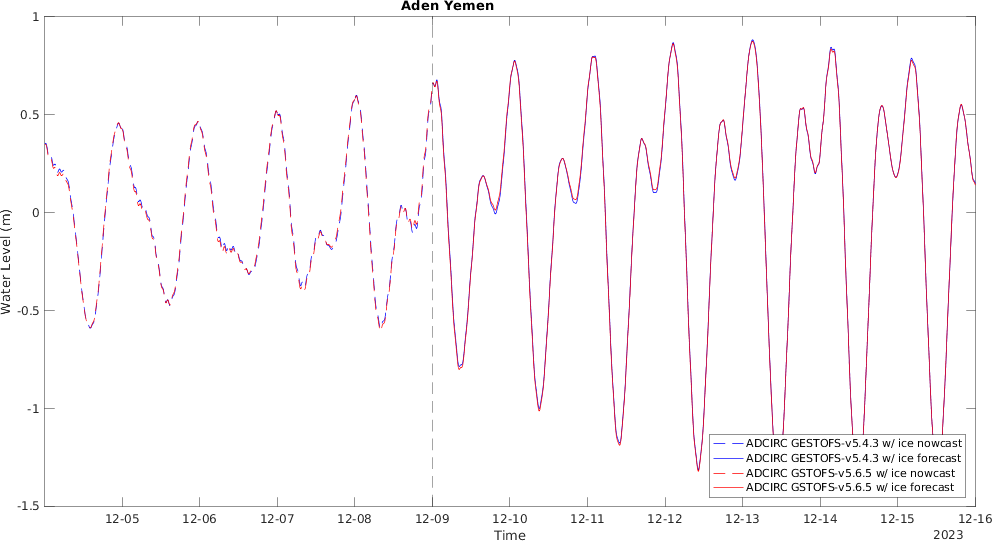 Aden Yemen
1
0.5
0
-0.5
-1
-1.5
Water Level (m)
ADCIRC GESTOFS-v5.4.3 w/ ice nowcast
ADCIRC GESTOFS-v5.4.3 w/ ice forecast
ADCIRC GSTOFS-v5.6.5 w/ ice nowcast
ADCIRC GSTOFS-v5.6.5 w/ ice forecast
12-05 12-06 12-07 12-08 12-09 12-10 12-11 12-12 12-13 12-14 12-15 12-16
Time
2023